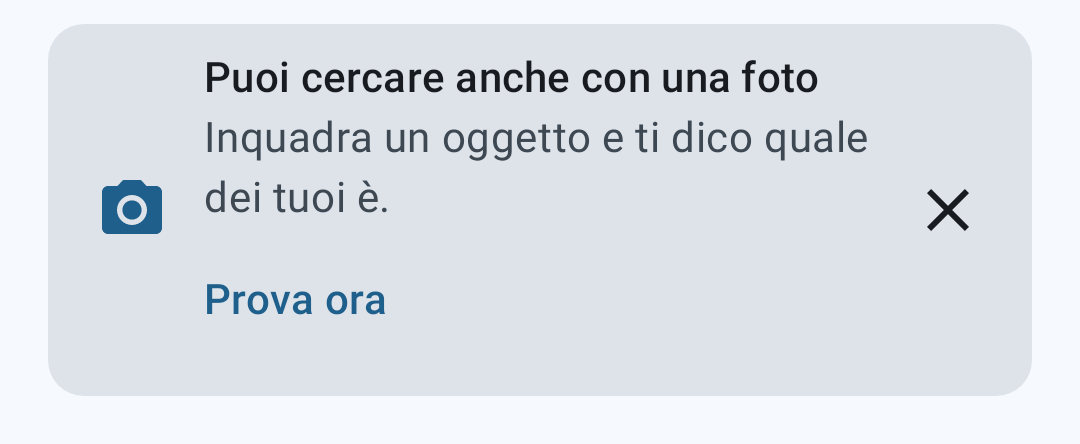 Puoi cercare anche con una foto
Inquadra un oggetto e ti dico quale
dei tuoi è.
Prova ora